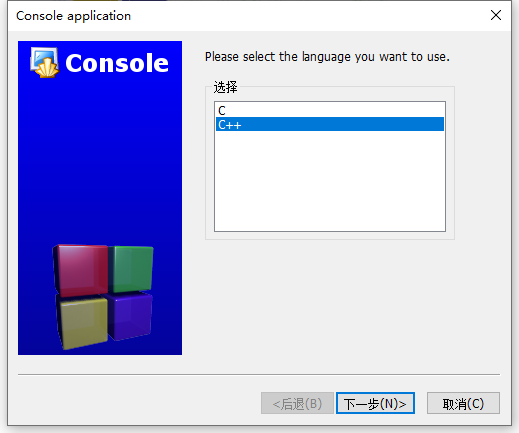 Console application
Console
Please select the language you want to use.
选择
C
C++
<后退(B)
下一步(N)>
取消(C)